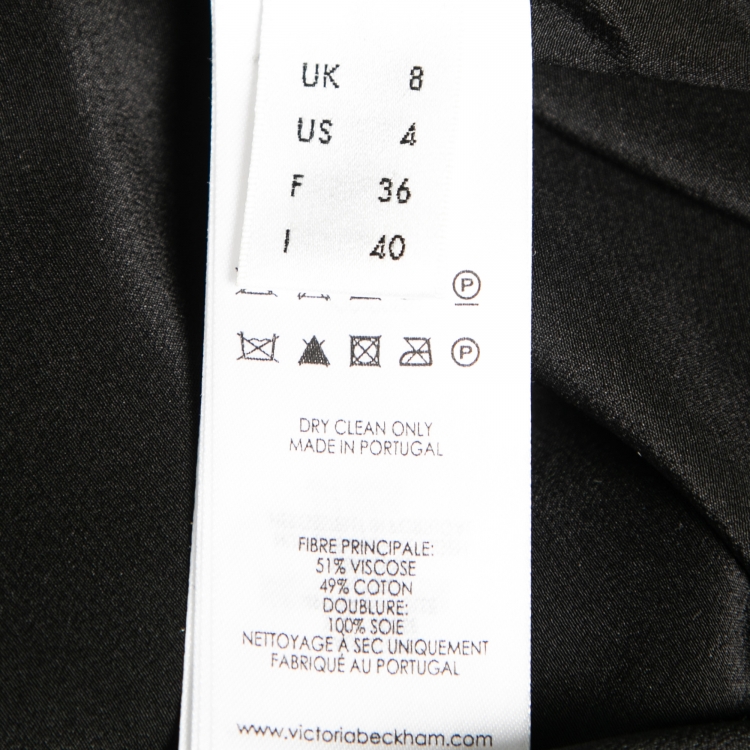 UK 8
US 4
F 36
I 40
P
P
DRY CLEAN ONLY
MADE IN PORTUGAL
FIBRE PRINCIPALE:
51% VISCOSE
49% COTON
DOUBLURE:
100% SOIE
NETTOYAGE À SEC UNIQUEMENT
FABRIQUÉ AU PORTUGAL
www.victoriabeckham.com